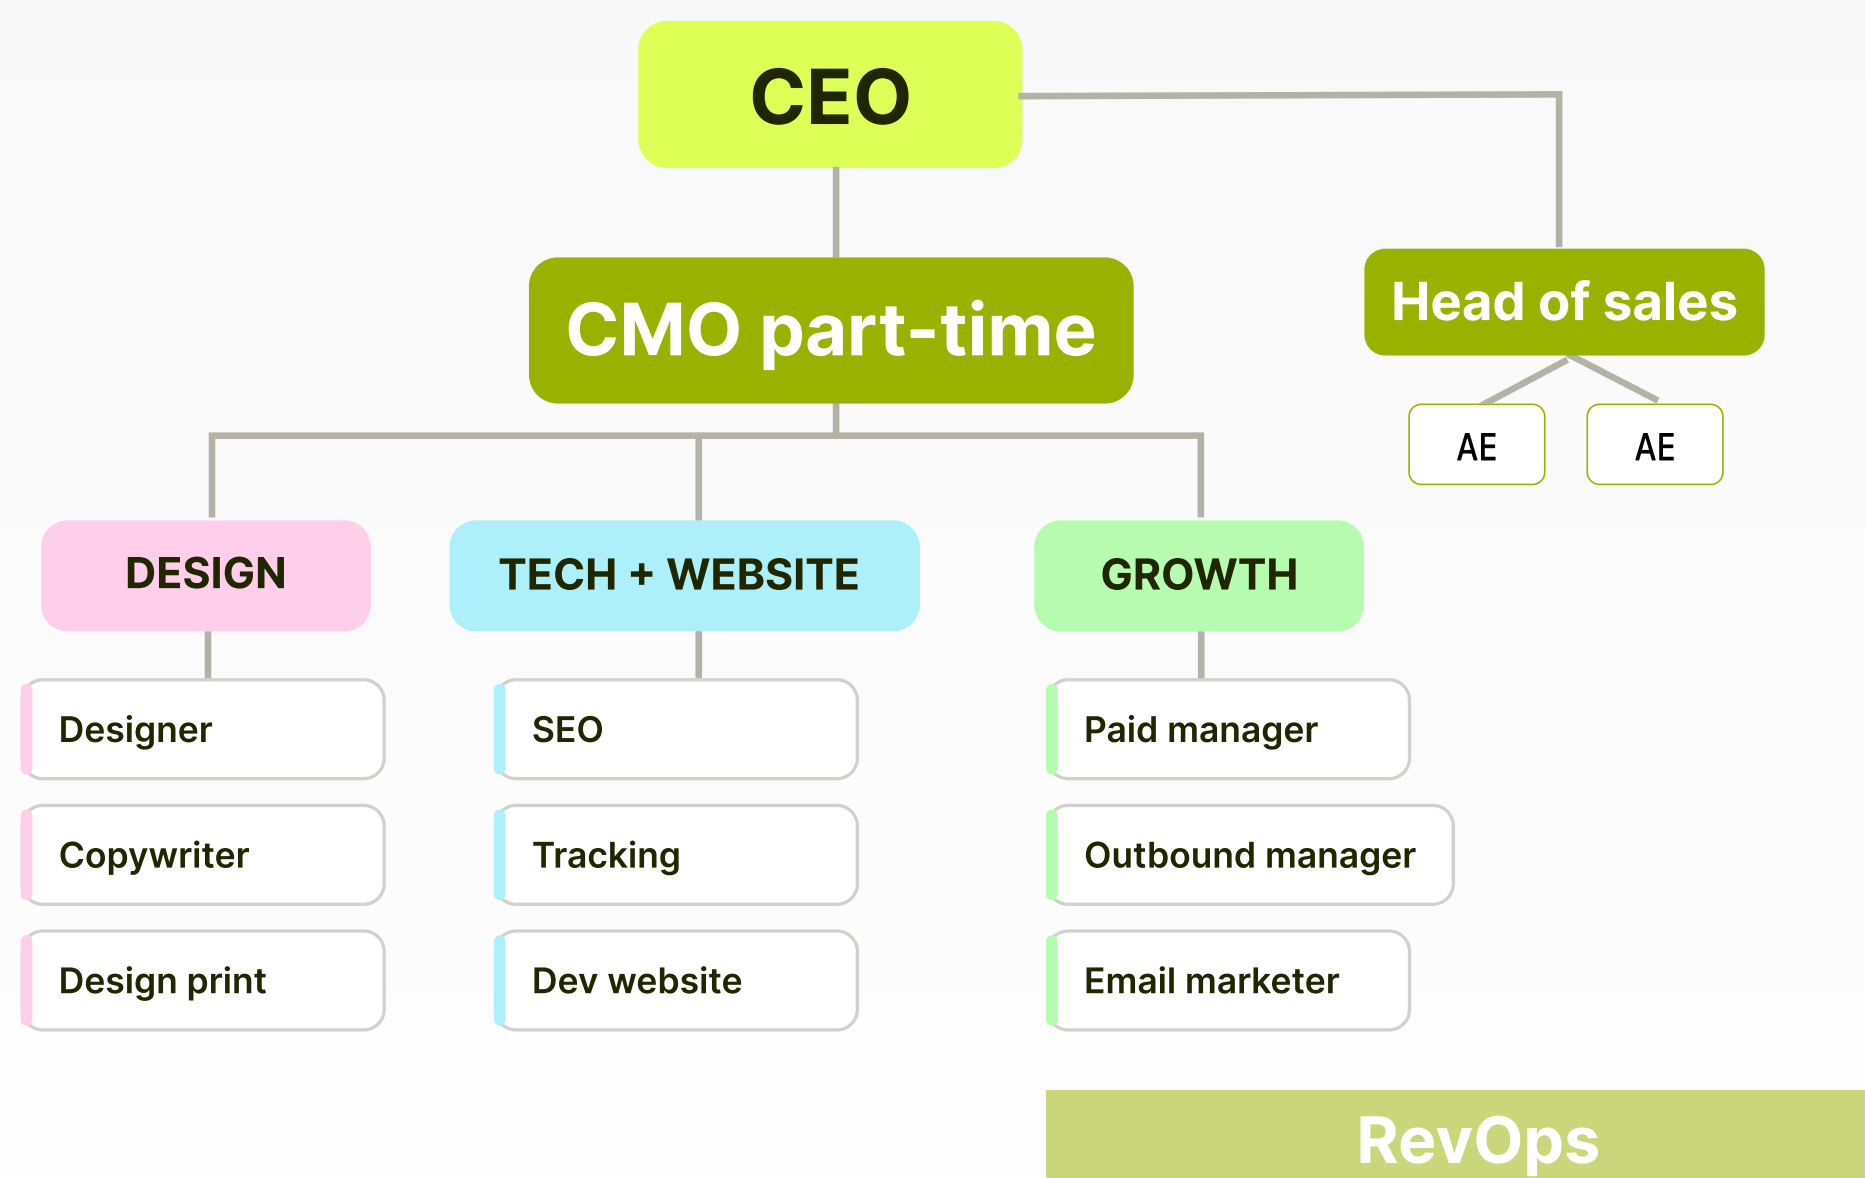 CEO
CMO part-time
Head of sales
AE
AE
DESIGN
TECH + WEBSITE
GROWTH
Designer
SEO
Paid manager
Copywriter
Tracking
Outbound manager
Design print
Dev website
Email marketer
RevOps